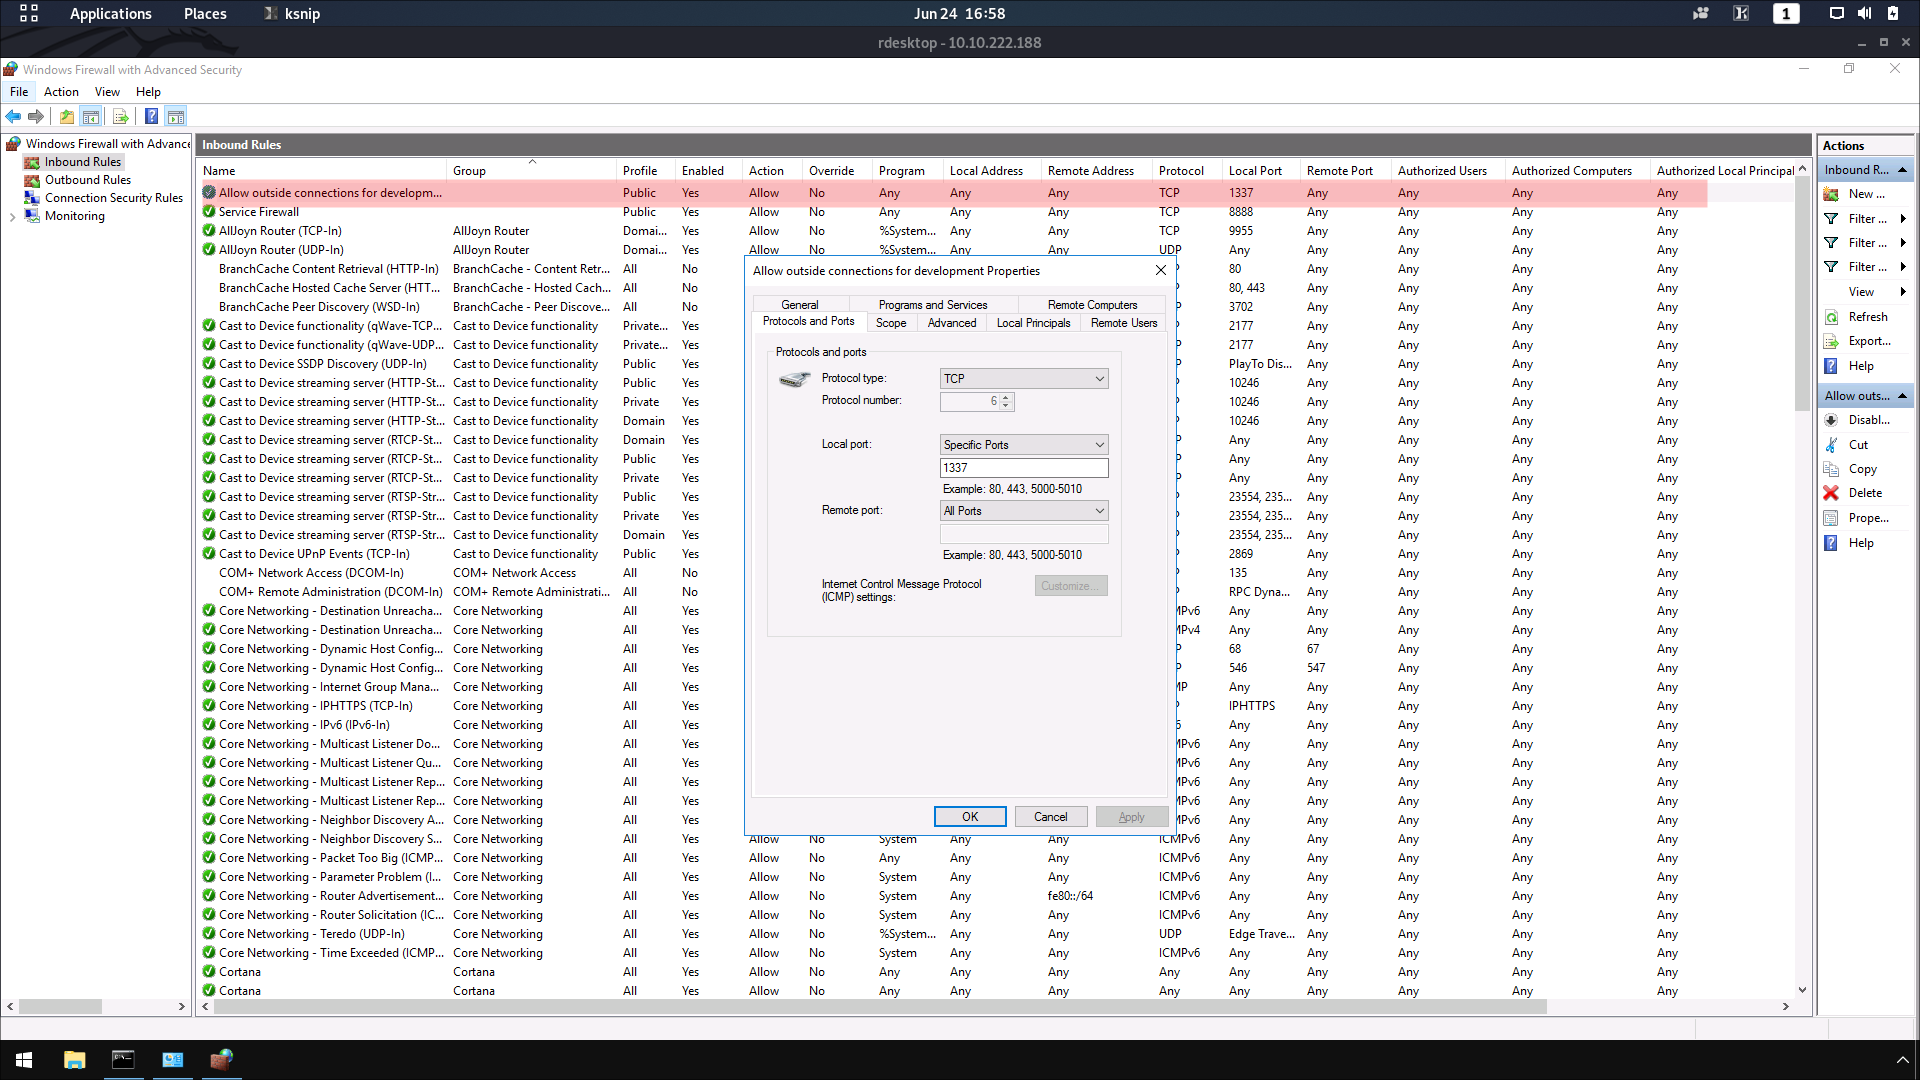 Applications Places ksnip Jun 24 16:58 1
rdesktop - 10.10.222.188
Windows Firewall with Advanced Security
File Action View Help
Windows Firewall with Advance
Inbound Rules
Outbound Rules
Connection Security Rules
Monitoring
Inbound Rules
Name Group Profile Enabled Action Override Program Local Address Remote Address Protocol Local Port Remote Port Authorized Users Authorized Computers Authorized Local Principal
Allow outside connections for developm... Public Yes Allow No Any Any Any TCP 1337 Any Any Any Any
Service Firewall Public Yes Allow No Any Any Any TCP 8888 Any Any Any Any
AllJoyn Router (TCP-In) AllJoyn Router Domai... Yes Allow No %System... Any Any TCP 9955 Any Any Any Any
AllJoyn Router (UDP-In) AllJoyn Router Domai... Yes Allow No %System... Any Any UDP Any Any Any Any Any
BranchCache Content Retrieval (HTTP-In) BranchCache - Content Retr... All No 80 Any Any Any Any
BranchCache Hosted Cache Server (HTT... BranchCache - Hosted Cach... All No 80, 443 Any Any Any Any
BranchCache Peer Discovery (WSD-In) BranchCache - Peer Discove... All No 3702 Any Any Any Any
Cast to Device functionality (qWave-TCP... Cast to Device functionality Private... Yes 2177 Any Any Any Any
Cast to Device functionality (qWave-UDP... Cast to Device functionality Private... Yes 2177 Any Any Any Any
Cast to Device SSDP Discovery (UDP-In) Cast to Device functionality Public Yes PlayTo Dis... Any Any Any Any
Cast to Device streaming server (HTTP-St... Cast to Device functionality Public Yes 10246 Any Any Any Any
Cast to Device streaming server (HTTP-St... Cast to Device functionality Private Yes 10246 Any Any Any Any
Cast to Device streaming server (HTTP-St... Cast to Device functionality Domain Yes 10246 Any Any Any Any
Cast to Device streaming server (RTCP-St... Cast to Device functionality Domain Yes Any Any Any Any Any
Cast to Device streaming server (RTCP-St... Cast to Device functionality Public Yes Any Any Any Any Any
Cast to Device streaming server (RTCP-St... Cast to Device functionality Private Yes Any Any Any Any Any
Cast to Device streaming server (RTSP-Str... Cast to Device functionality Public Yes 23554, 235... Any Any Any Any
Cast to Device streaming server (RTSP-Str... Cast to Device functionality Private Yes 23554, 235... Any Any Any Any
Cast to Device streaming server (RTSP-Str... Cast to Device functionality Domain Yes 23554, 235... Any Any Any Any
Cast to Device UPnP Events (TCP-In) Cast to Device functionality Public Yes 2869 Any Any Any Any
COM+ Network Access (DCOM-In) COM+ Network Access All No 135 Any Any Any Any
COM+ Remote Administration (DCOM-In) COM+ Remote Administrati... All No RPC Dyna... Any Any Any Any
Core Networking - Destination Unreacha... Core Networking All Yes MPv6 Any Any Any Any Any
Core Networking - Destination Unreacha... Core Networking All Yes MPv4 Any Any Any Any Any
Core Networking - Dynamic Host Config... Core Networking All Yes 68 67 Any Any Any
Core Networking - Dynamic Host Config... Core Networking All Yes 546 547 Any Any Any
Core Networking - Internet Group Mana... Core Networking All Yes MP Any Any Any Any Any
Core Networking - IPHTTPS (TCP-In) Core Networking All Yes IPHTTPS Any Any Any Any
Core Networking - IPv6 (IPv6-In) Core Networking All Yes 6 Any Any Any Any Any
Core Networking - Multicast Listener Do... Core Networking All Yes MPv6 Any Any Any Any Any
Core Networking - Multicast Listener Qu... Core Networking All Yes MPv6 Any Any Any Any Any
Core Networking - Multicast Listener Rep... Core Networking All Yes MPv6 Any Any Any Any Any
Core Networking - Multicast Listener Rep... Core Networking All Yes MPv6 Any Any Any Any Any
Core Networking - Neighbor Discovery A... Core Networking All Yes MPv6 Any Any Any Any Any
Core Networking - Neighbor Discovery S... Core Networking All Yes Allow No System Any Any ICMPv6 Any Any Any Any Any
Core Networking - Packet Too Big (ICMP... Core Networking All Yes Allow No Any Any Any ICMPv6 Any Any Any Any Any
Core Networking - Parameter Problem (I... Core Networking All Yes Allow No System Any Any ICMPv6 Any Any Any Any Any
Core Networking - Router Advertisement... Core Networking All Yes Allow No System Any fe80::/64 ICMPv6 Any Any Any Any Any
Core Networking - Router Solicitation (IC... Core Networking All Yes Allow No System Any Any ICMPv6 Any Any Any Any Any
Core Networking - Teredo (UDP-In) Core Networking All Yes Allow No %System... Any Any UDP Edge Trave... Any Any Any Any
Core Networking - Time Exceeded (ICMP... Core Networking All Yes Allow No System Any Any ICMPv6 Any Any Any Any Any
Cortana Cortana All Yes Allow No Any Any Any Any Any Any Any Any Any
Cortana Cortana All Yes Allow No Any Any Any Any Any Any Any Any Any
Allow outside connections for development Properties
General Programs and Services Remote Computers
Protocols and Ports Scope Advanced Local Principals Remote Users
Protocols and ports
Protocol type: TCP
Protocol number: 6
Local port: Specific Ports
1337
Example: 80, 443, 5000-5010
Remote port: All Ports
Example: 80, 443, 5000-5010
Internet Control Message Protocol
(ICMP) settings: Customize...
OK Cancel Apply
Actions
Inbound R...
New ...
Filter ...
Filter ...
Filter ...
View
Refresh
Export...
Help
Allow outs...
Disabl...
Cut
Copy
Delete
Prope...
Help